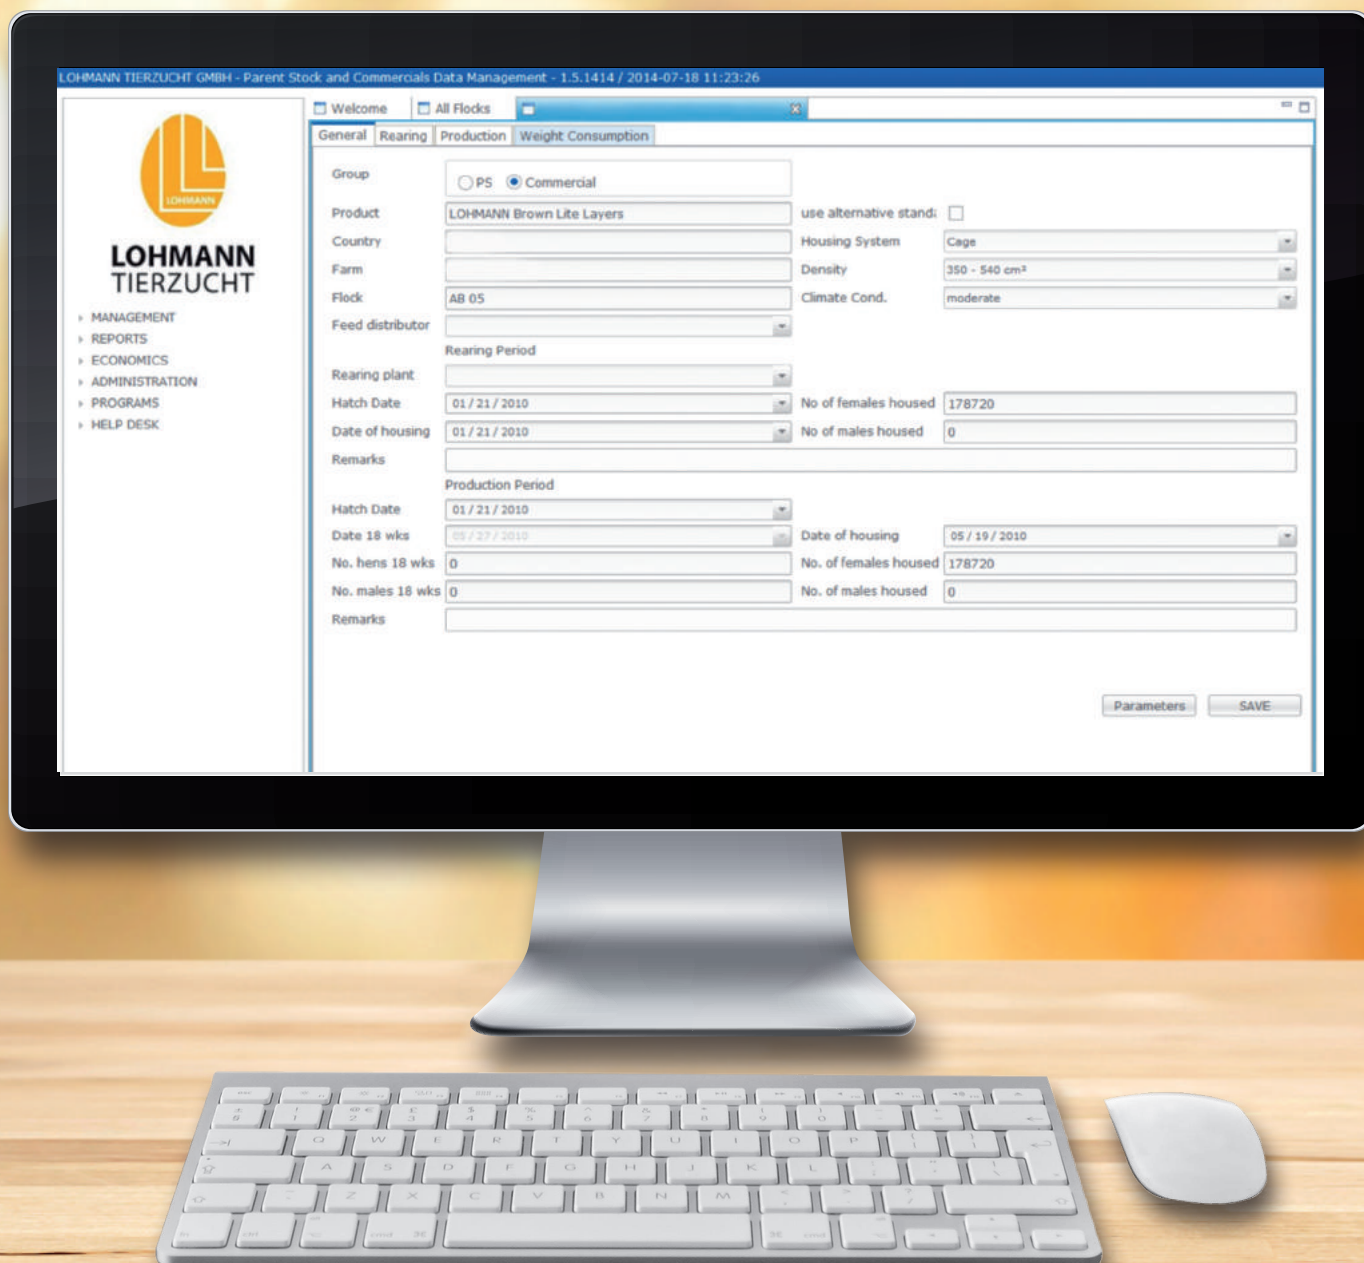 LOHMANN TIERZUCHT GMBH - Parent Stock and Commercials Data Management - 1.5.1414 / 2014-07-18 11:23:26
Welcome All Flocks
General Rearing Production Weight Consumption
LOHMANN
LOHMANN
TIERZUCHT
MANAGEMENT
REPORTS
ECONOMICS
ADMINISTRATION
PROGRAMS
HELP DESK
Group PS Commercial
Product LOHMANN Brown Lite Layers use alternative stand
Country Housing System Cage
Farm Density 350 - 540 cm²
Flock AB 05 Climate Cond. moderate
Feed distributor
Rearing Period
Rearing plant
Hatch Date 01 / 21 / 2010 No of females housed 178720
Date of housing 01 / 21 / 2010 No of males housed 0
Remarks
Production Period
Hatch Date 01 / 21 / 2010
Date 18 wks 05 / 27 / 2010 Date of housing 05 / 19 / 2010
No. hens 18 wks 0 No. of females housed 178720
No. males 18 wks 0 No. of males housed 0
Remarks
Parameters SAVE
Q W E R T Y U I O P
A S D F G H J K L
Z X C V B N M
fn ctrl cmd cmd